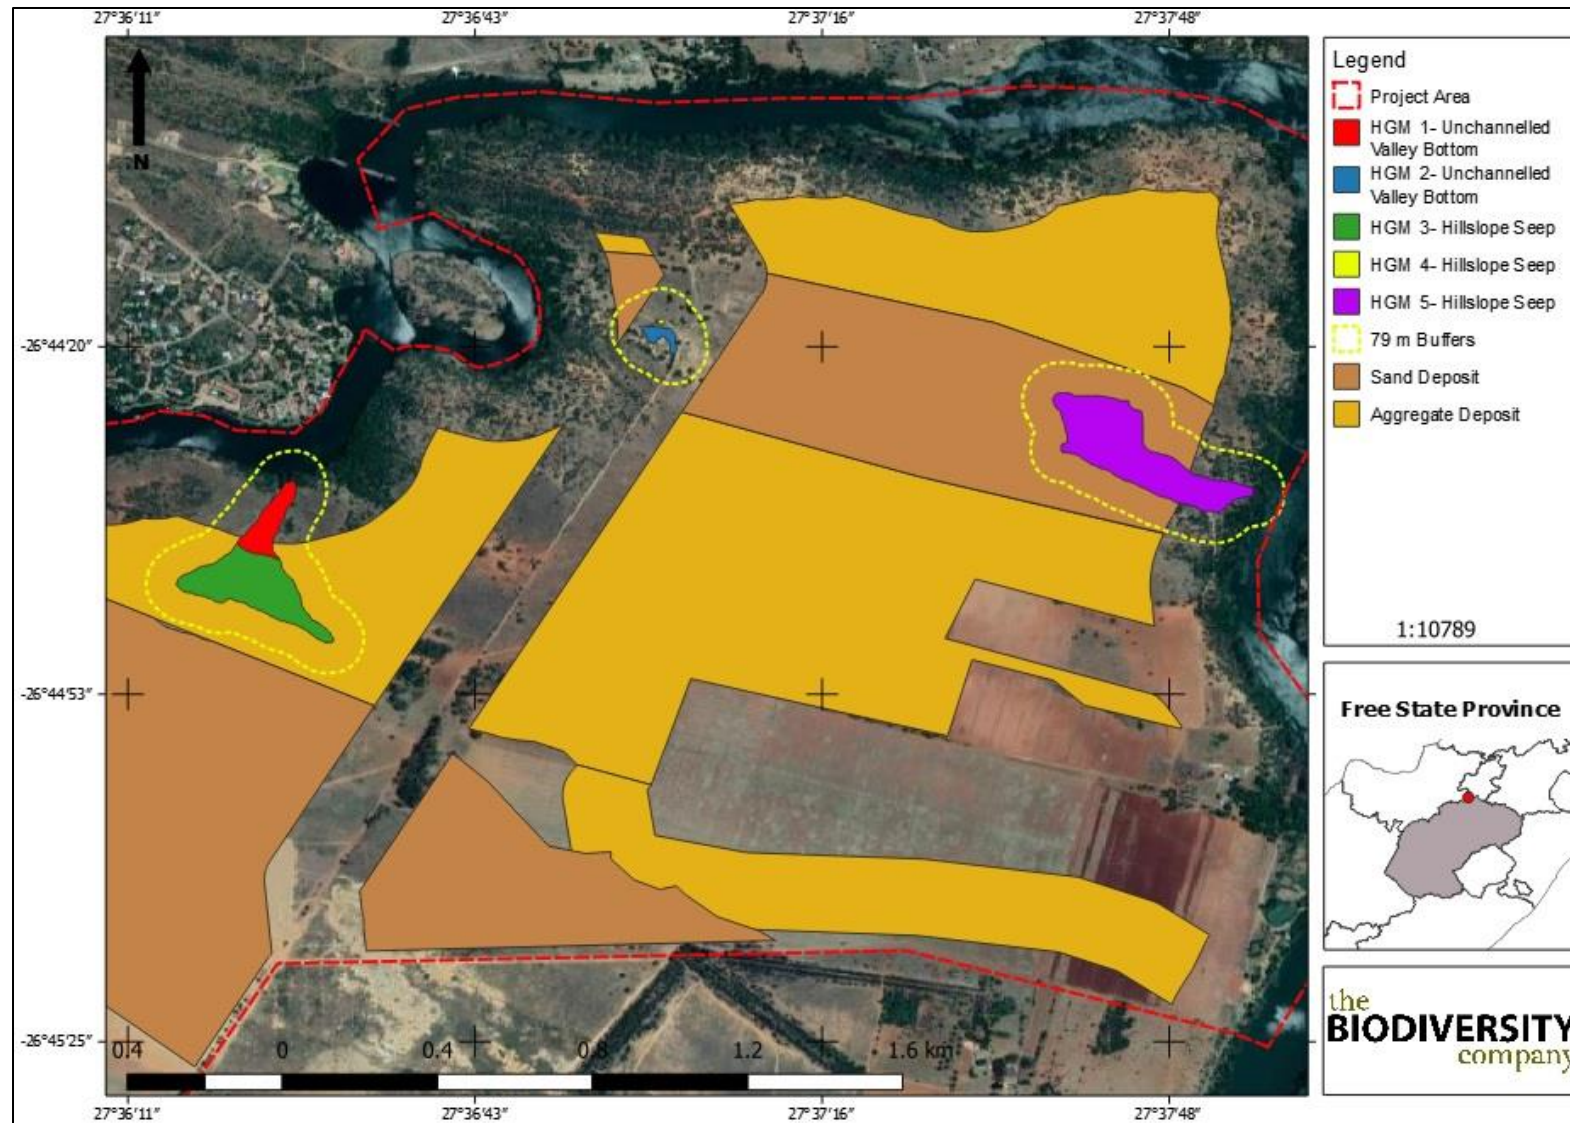 27°36'11" 27°36'43" 27°37'16" 27°37'48"
N
-26°44'20"
-26°44'53"
-26°45'25"
0.4 0 0.4 0.8 1.2 1.6 km
27°36'11" 27°36'43" 27°37'16" 27°37'48"
Legend
Project Area
HGM 1- Unchannelled
Valley Bottom
HGM 2- Unchannelled
Valley Bottom
HGM 3- Hillslope Seep
HGM 4- Hillslope Seep
HGM 5- Hillslope Seep
79 m Buffers
Sand Deposit
Aggregate Deposit
1:10789
Free State Province
the
BIODIVERSITY
company